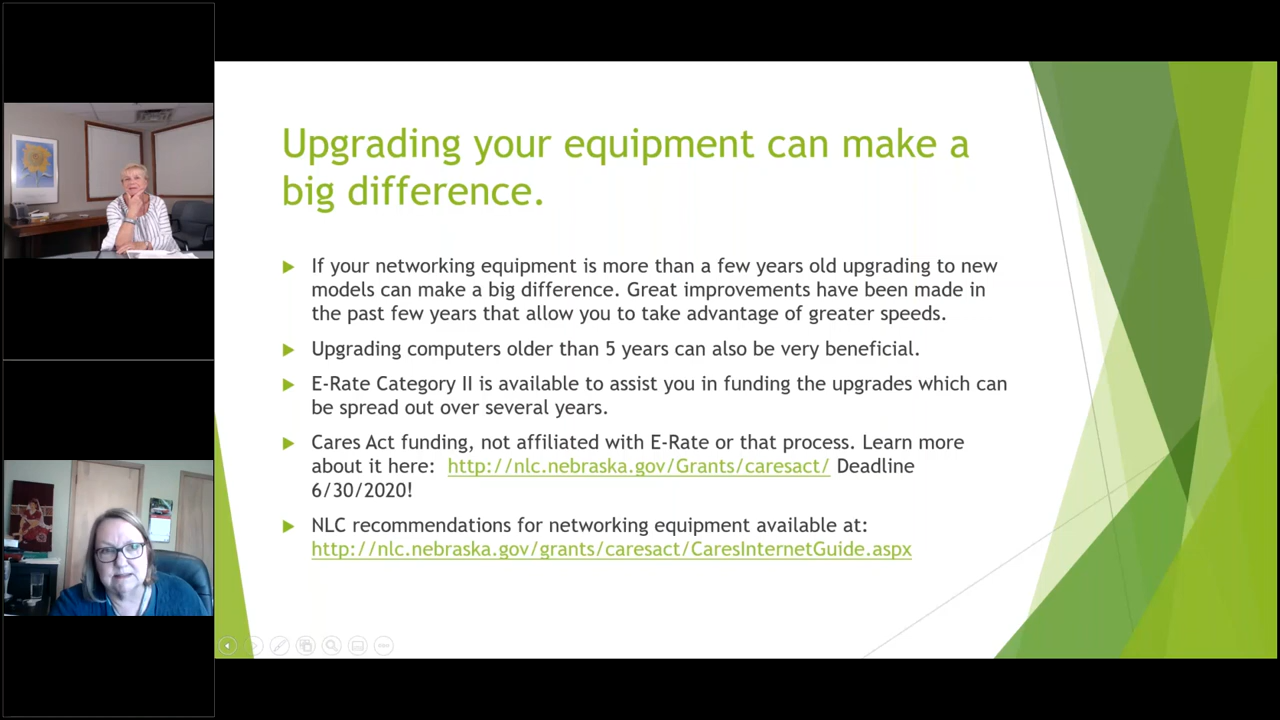 Upgrading your equipment can make a
big difference.
If your networking equipment is more than a few years old upgrading to new
models can make a big difference. Great improvements have been made in
the past few years that allow you to take advantage of greater speeds.
Upgrading computers older than 5 years can also be very beneficial.
E-Rate Category II is available to assist you in funding the upgrades which can
be spread out over several years.
Cares Act funding, not affiliated with E-Rate or that process. Learn more
about it here: http://nlc.nebraska.gov/Grants/caresact/ Deadline
6/30/2020!
NLC recommendations for networking equipment available at:
http://nlc.nebraska.gov/grants/caresact/CaresInternetGuide.aspx